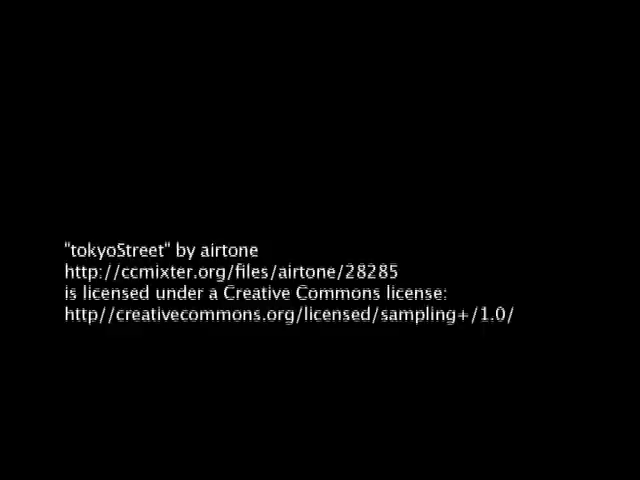 "tokyoStreet" by airtone
http://ccmixter.org/files/airtone/28285
is licensed under a Creative Commons license:
http//creativecommons.org/licensed/sampling+/1.0/